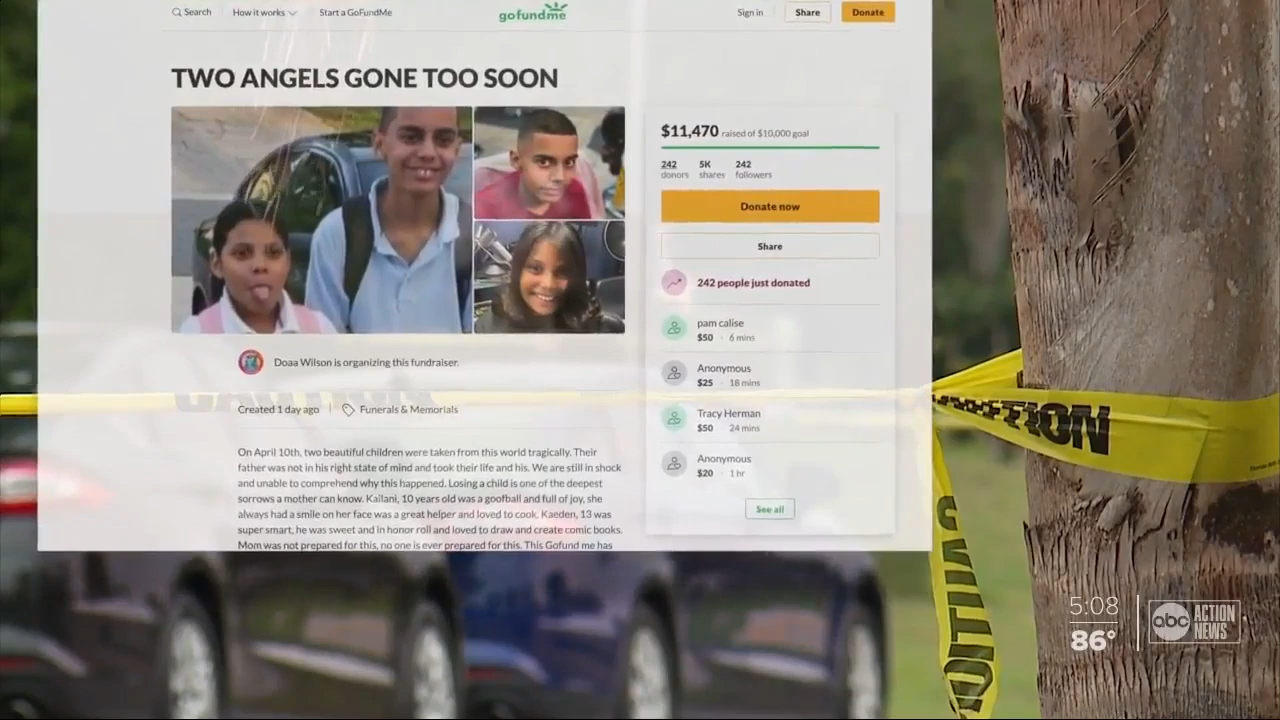 Search
How it works
Start a GoFundMe
gofundme
Sign in
Share
Donate
TWO ANGELS GONE TOO SOON
$11,470 raised of $10,000 goal
242 5K 242
donors shares followers
Donate now
Share
242 people just donated
pam calise
$50 · 6 mins
Anonymous
$25 · 18 mins
Tracy Herman
$50 · 24 mins
Anonymous
$20 · 1 hr
See all
Doaa Wilson is organizing this fundraiser.
Created 1 day ago
Funerals & Memorials
On April 10th, two beautiful children were taken from this world tragically. Their
father was not in his right state of mind and took their life and his. We are still in shock
and unable to comprehend why this happened. Losing a child is one of the deepest
sorrows a mother can know. Kailani, 10 years old was a goofball and full of joy, she
always had a smile on her face was a great helper and loved to cook. Kaeden, 13 was
super smart, he was sweet and in honor roll and loved to draw and create comic books.
Mom was not prepared for this, no one is ever prepared for this. This Gofund me has
CAUTION
CAUTION
CAUTION
5:08
86°
abc
ACTION
NEWS